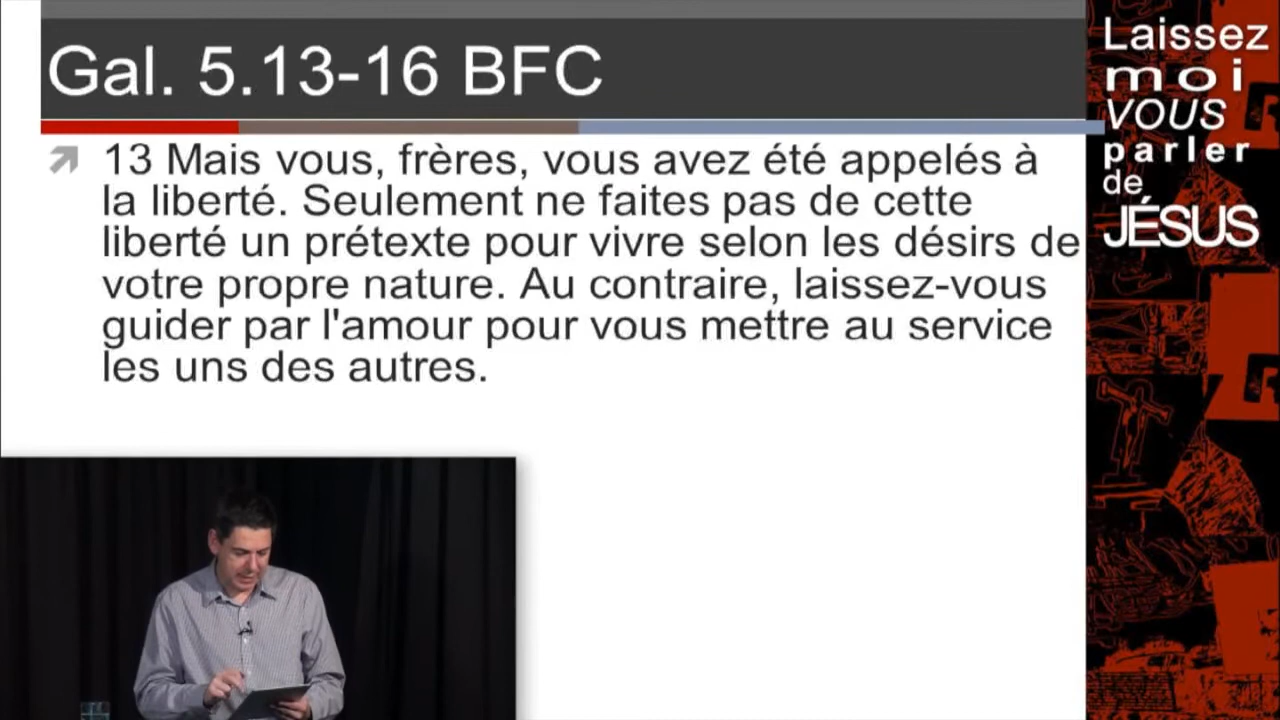 Gal. 5.13-16 BFC
13 Mais vous, frères, vous avez été appelés à
la liberté. Seulement ne faites pas de cette
liberté un prétexte pour vivre selon les désirs de
votre propre nature. Au contraire, laissez-vous
guider par l'amour pour vous mettre au service
les uns des autres.
Laissez
moi
VOUS
parler
de
JÉSUS